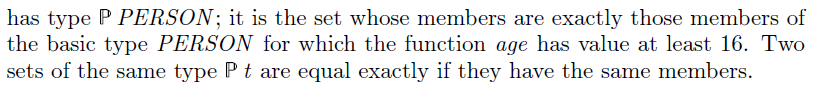 has type ℙ PERSON; it is the set whose members are exactly those members of
the basic type PERSON for which the function age has value at least 16. Two
sets of the same type ℙ t are equal exactly if they have the same members.